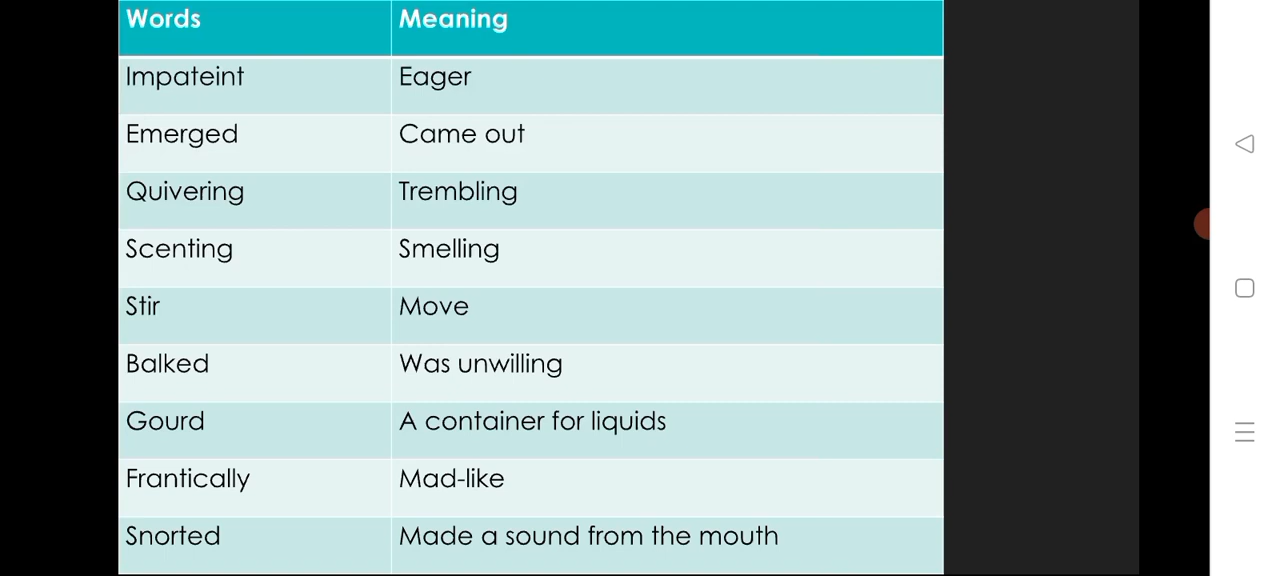 Words Meaning
Impateint Eager
Emerged Came out
Quivering Trembling
Scenting Smelling
Stir Move
Balked Was unwilling
Gourd A container for liquids
Frantically Mad-like
Snorted Made a sound from the mouth